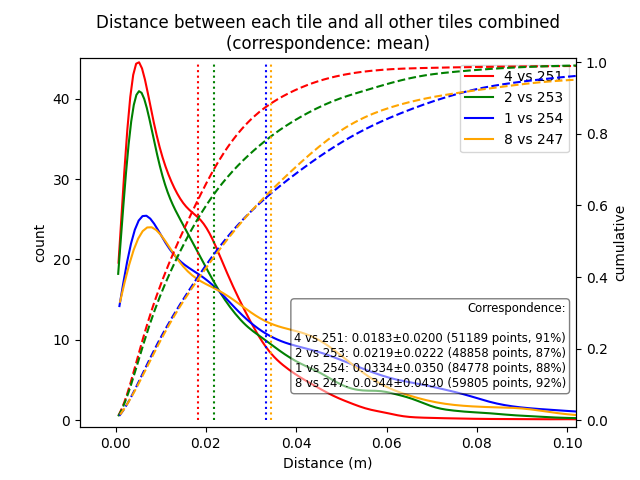 Distance between each tile and all other tiles combined
(correspondence: mean)
count
40
30
20
10
0
0.00
0.02
0.04
0.06
0.08
0.10
Distance (m)
1.0
0.8
0.6
0.4
0.2
0.0
cumulative
4 vs 251
2 vs 253
1 vs 254
8 vs 247
Correspondence:
4 vs 251: 0.0183±0.0200 (51189 points, 91%)
2 vs 253: 0.0219±0.0222 (48858 points, 87%)
1 vs 254: 0.0334±0.0350 (84778 points, 88%)
8 vs 247: 0.0344±0.0430 (59805 points, 92%)